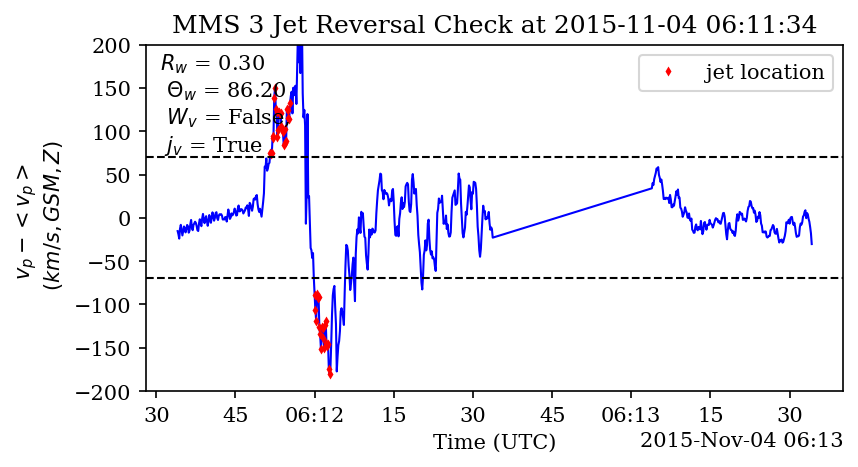 MMS 3 Jet Reversal Check at 2015-11-04 06:11:34
R_w = 0.30
Θ_w = 86.20
W_v = False
j_v = True
jet location
v_p − < v_p >
(km/s, GSM, Z)
200
150
100
50
0
−50
−100
−150
−200
30 45 06:12 15 30 45 06:13 15 30
Time (UTC)
2015-Nov-04 06:13